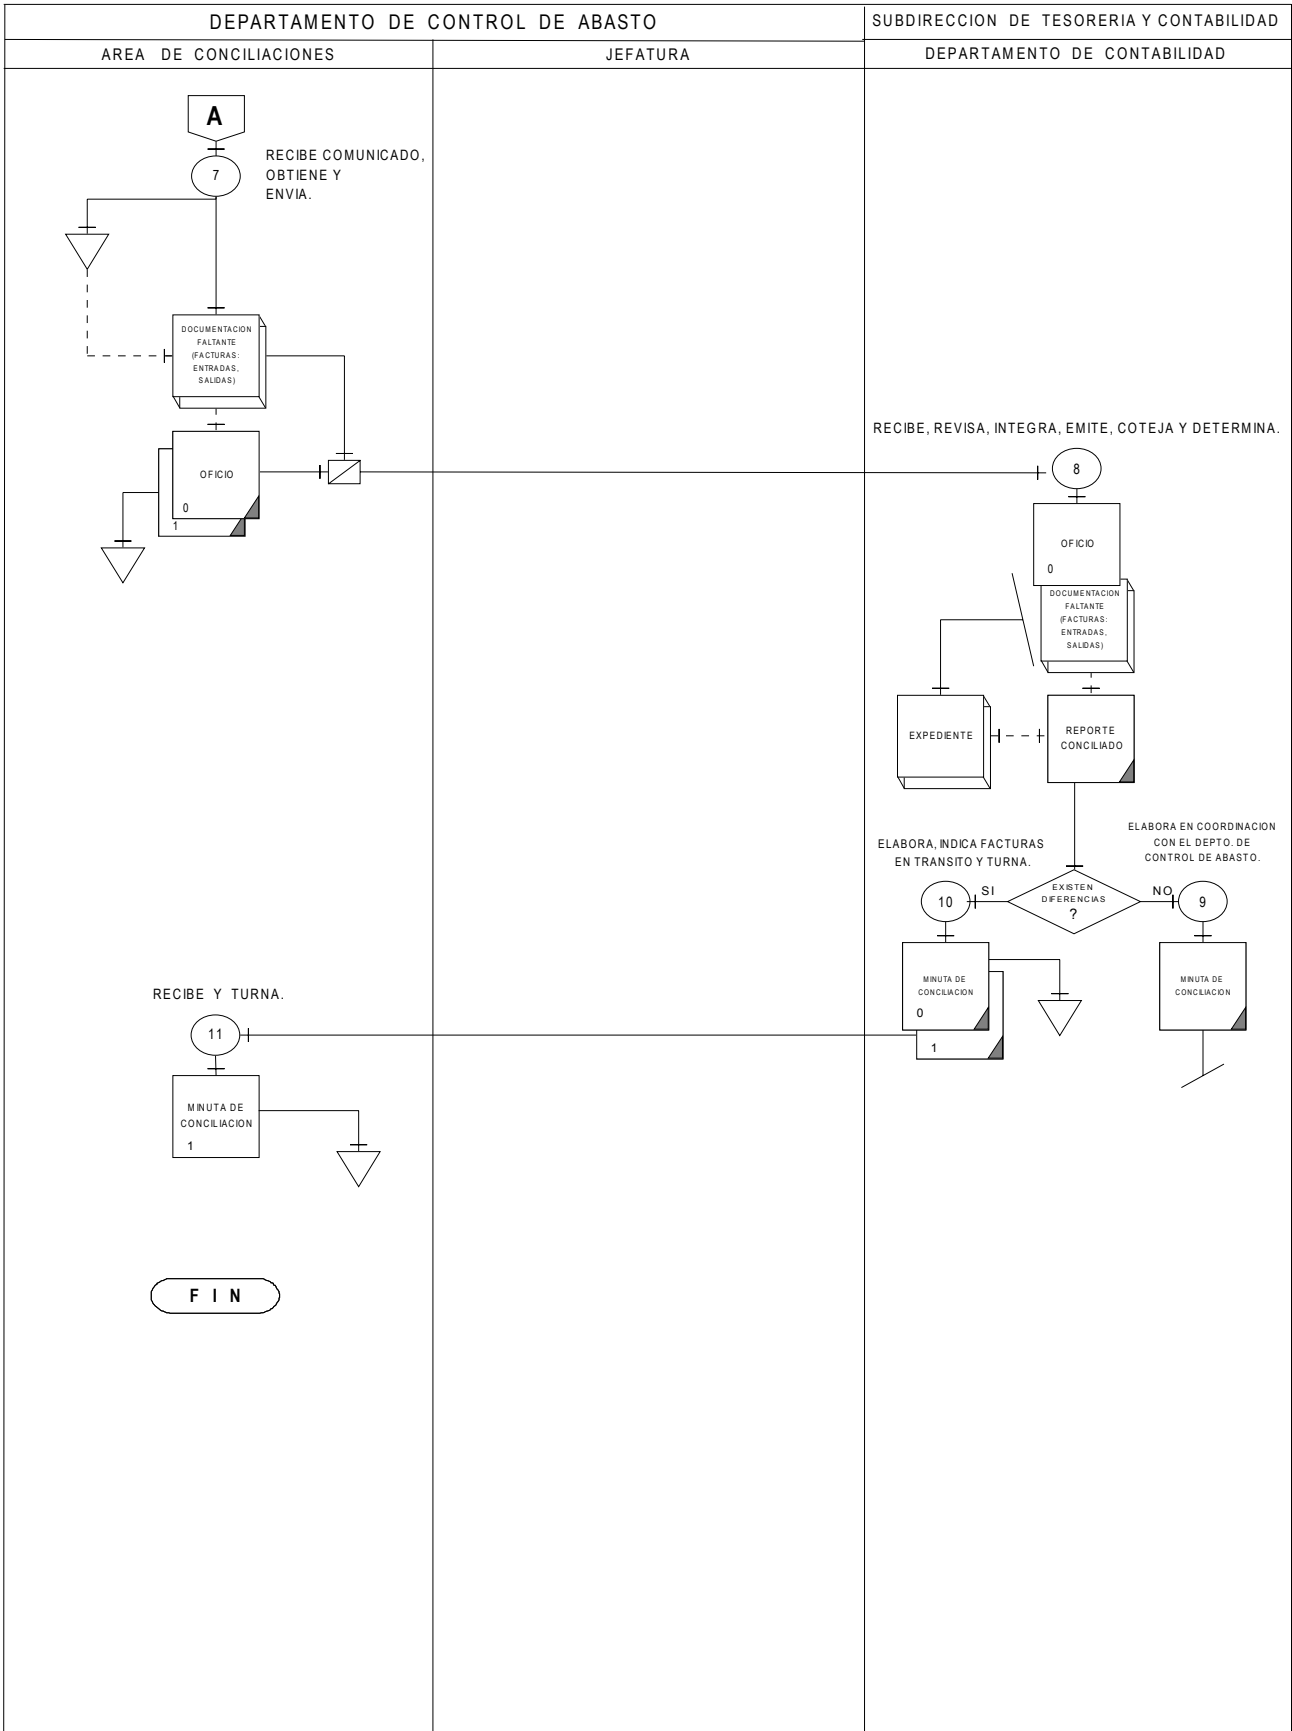 DEPARTAMENTO DE CONTROL DE ABASTO
SUBDIRECCION DE TESORERIA Y CONTABILIDAD
AREA DE CONCILIACIONES
JEFATURA
DEPARTAMENTO DE CONTABILIDAD
A
7
RECIBE COMUNICADO,
OBTIENE Y
ENVIA.
DOCUMENTACION
FALTANTE
(FACTURAS:
ENTRADAS,
SALIDAS)
OFICIO
0
1
RECIBE, REVISA, INTEGRA, EMITE, COTEJA Y DETERMINA.
8
OFICIO
0
DOCUMENTACION
FALTANTE
(FACTURAS:
ENTRADAS,
SALIDAS)
EXPEDIENTE
REPORTE
CONCILIADO
ELABORA EN COORDINACION
CON EL DEPTO. DE
CONTROL DE ABASTO.
ELABORA, INDICA FACTURAS
EN TRANSITO Y TURNA.
10
SI
EXISTEN
DIFERENCIAS
?
NO
9
MINUTA DE
CONCILIACION
0
1
MINUTA DE
CONCILIACION
RECIBE Y TURNA.
11
MINUTA DE
CONCILIACION
1
F I N